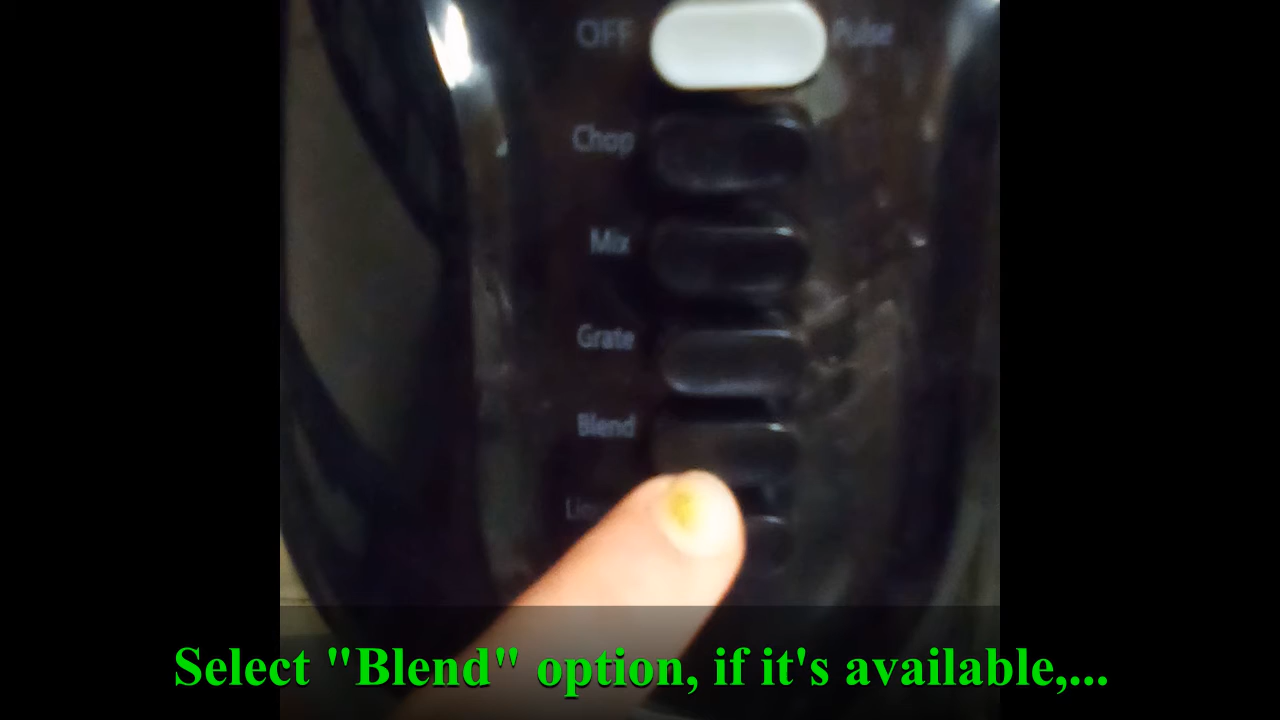 OFF Pulse
Chop
Mix
Grate
Blend
Select "Blend" option, if it's available,...